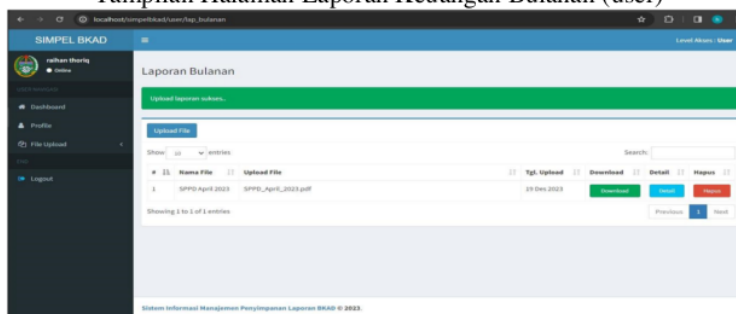 Tampilan Halaman Laporan Keuangan Bulanan (user)
localhost/simpelbkad/user/lap_bulanan
SIMPEL BKAD
Level Akses : User
raihan thoriq
Online
Laporan Bulanan
Upload laporan sukses..
Dashboard
Profile
File Upload
Logout
Upload File
Show 10 entries
Search:
# Nama File Upload File Tgl. Upload Download Detail Hapus
1 SPPD April 2023 SPPD_April_2023.pdf 19 Des 2023 Download Detail Hapus
Showing 1 to 1 of 1 entries
Previous 1 Next
Sistem Informasi Manajemen Penyimpanan Laporan BKAD © 2023.